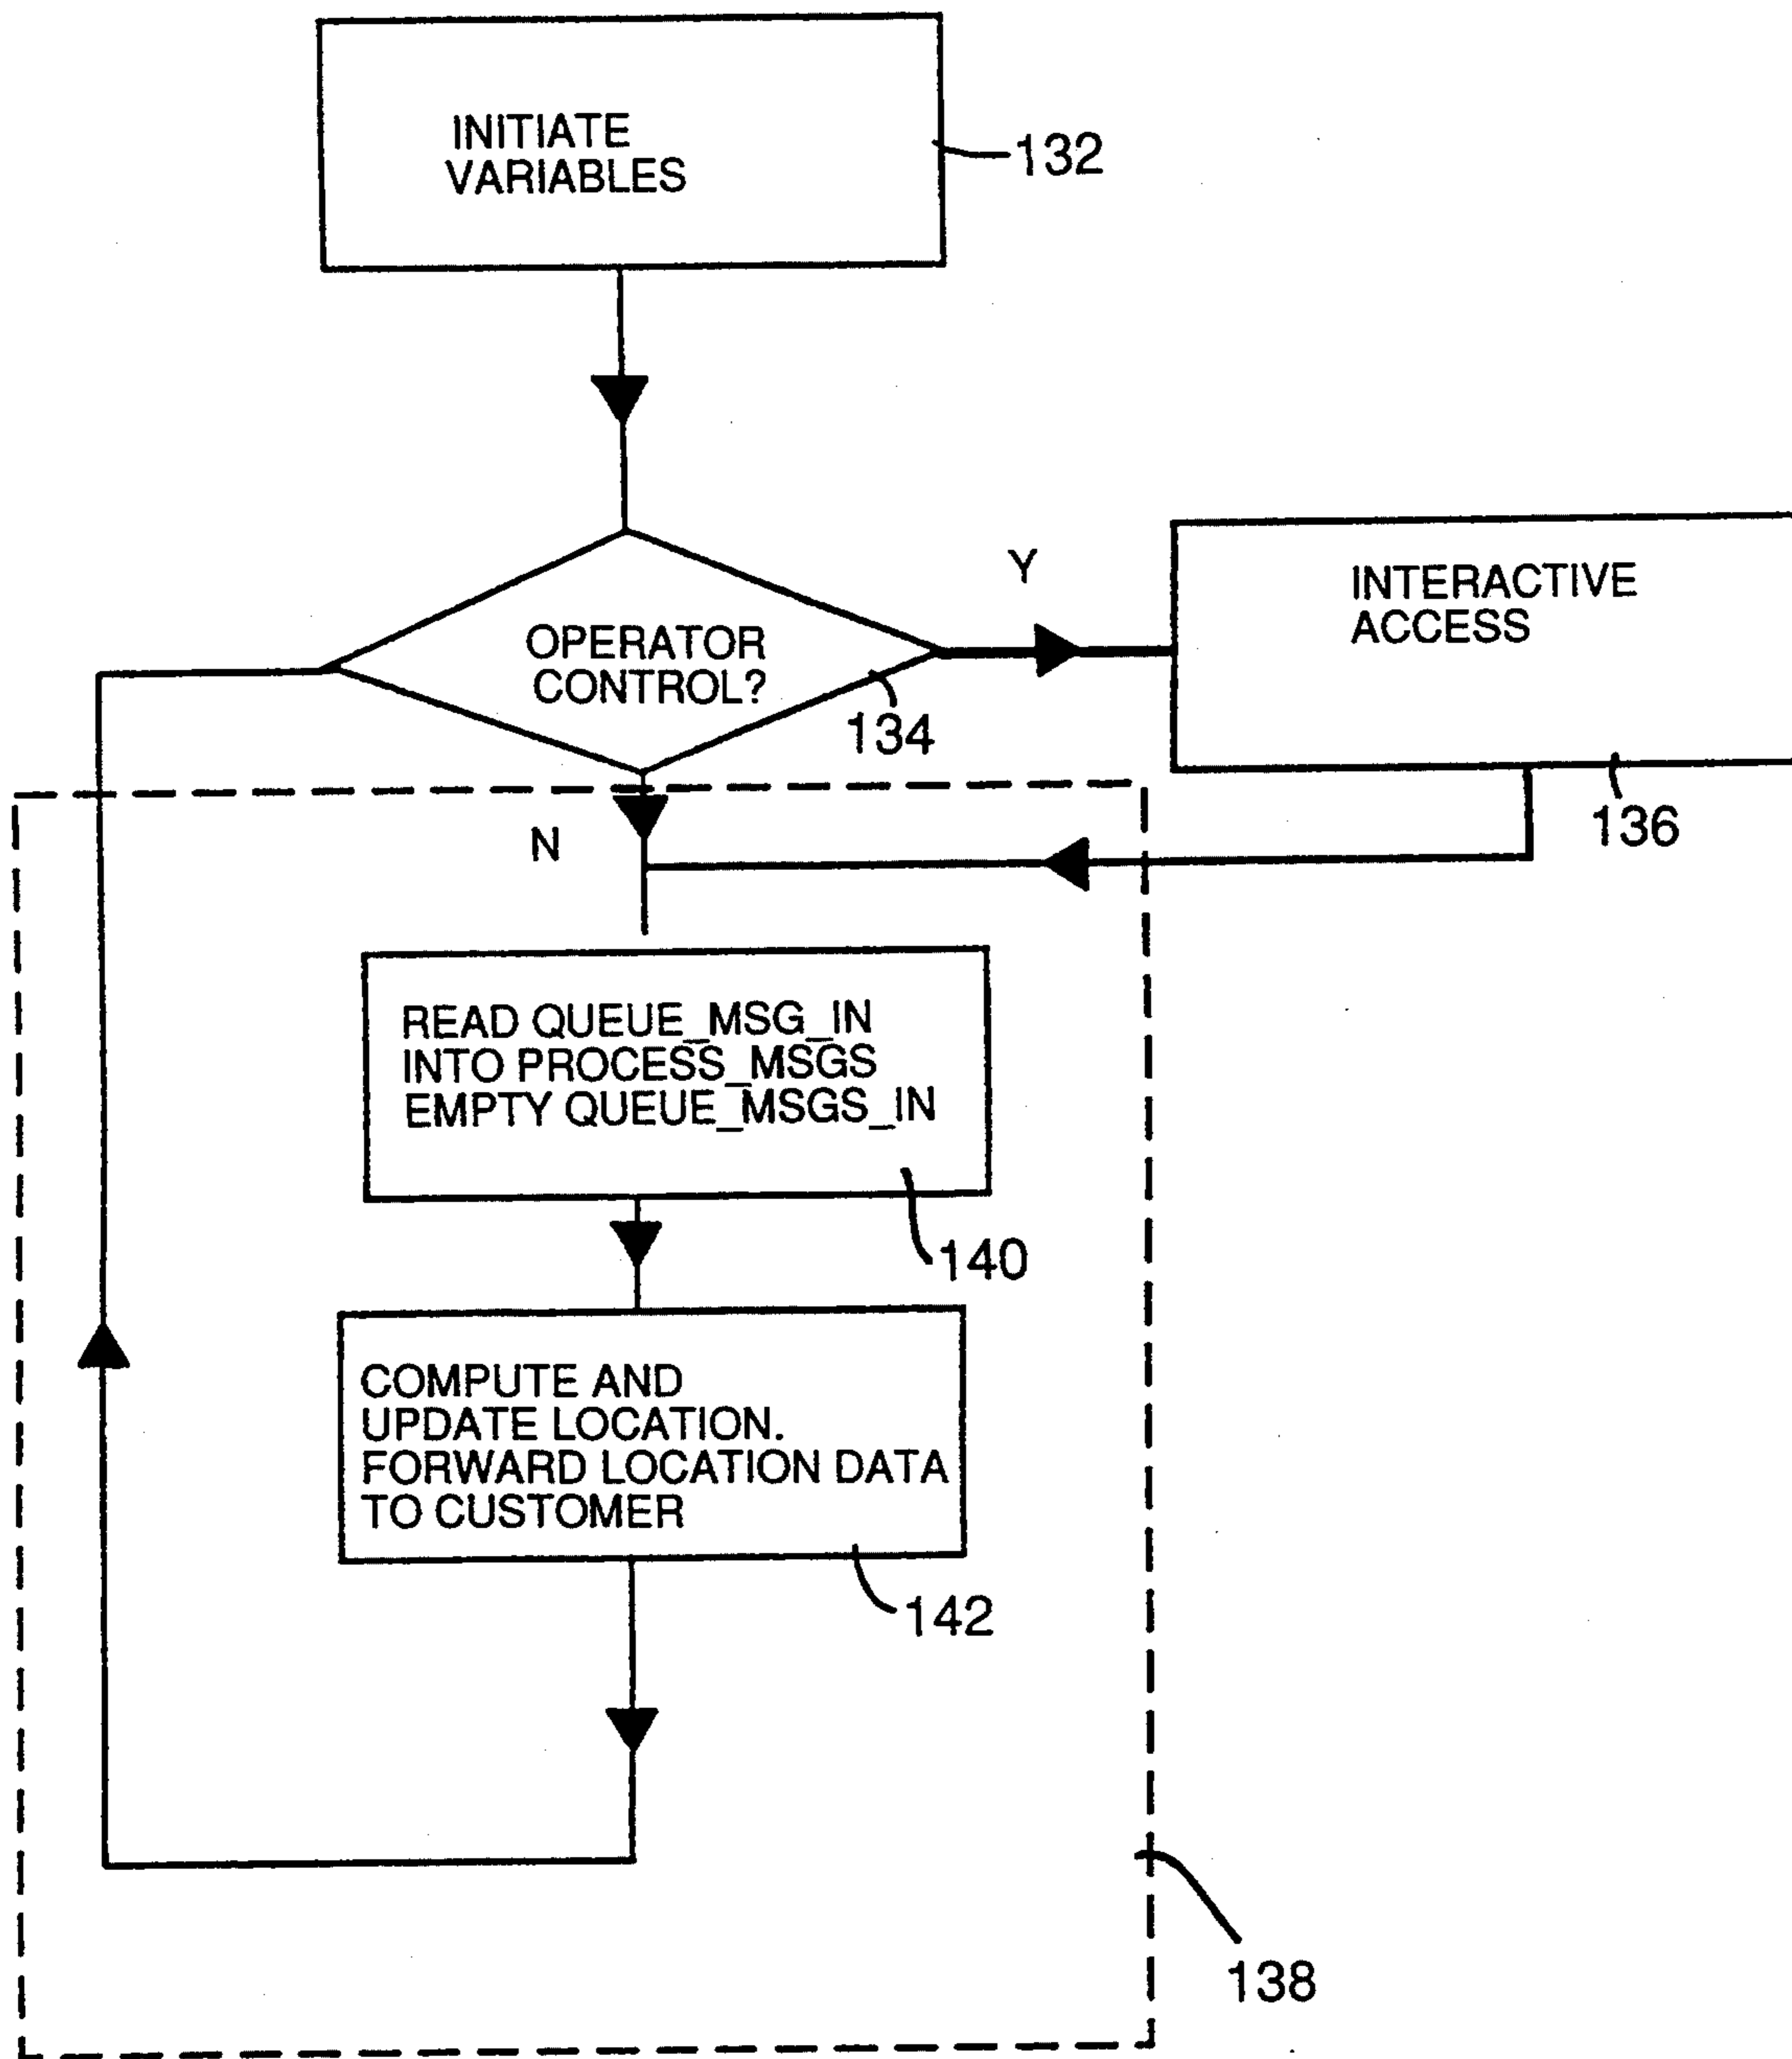 INITIATE
VARIABLES
132
Y
INTERACTIVE
ACCESS
OPERATOR
CONTROL?
134
136
N
READ QUEUE_MSG_IN
INTO PROCESS_MSGS
EMPTY QUEUE_MSGS_IN
140
COMPUTE AND
UPDATE LOCATION.
FORWARD LOCATION DATA
TO CUSTOMER
142
138